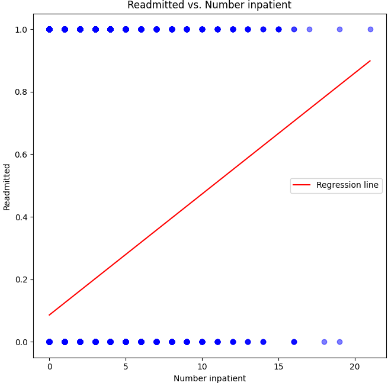 Readmitted vs. Number inpatient
1.0
0.8
0.6
0.4
0.2
0.0
Readmitted
Regression line
0 5 10 15 20
Number inpatient